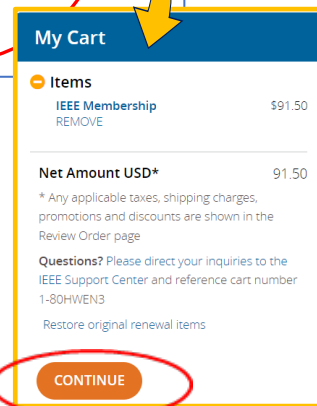 My Cart
Items
IEEE Membership $91.50
REMOVE
Net Amount USD* 91.50
* Any applicable taxes, shipping charges,
promotions and discounts are shown in the
Review Order page
Questions? Please direct your inquiries to the
IEEE Support Center and reference cart number
1-80HWEN3
Restore original renewal items
CONTINUE